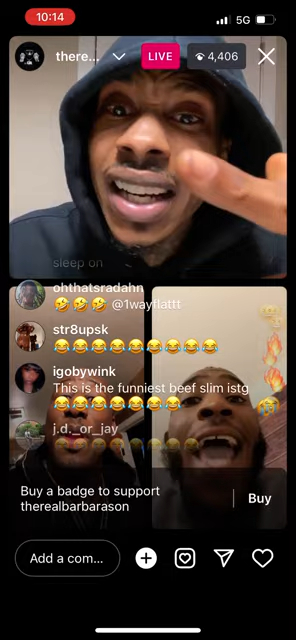 10:14
5G
there...
LIVE
4,406
sleep on
ohthatsradahn
🤣🤣🤣 @1wayflattt
str8upsk
😂😂😂😂😂😂😂😂😂
igobywink
This is the funniest beef slim istg
😂😂😂😂😂😂😂
j.d._or_jay
😂😂😂😂😂😂😂😂
Buy a badge to support
therealbarbarason
Buy
Add a com...